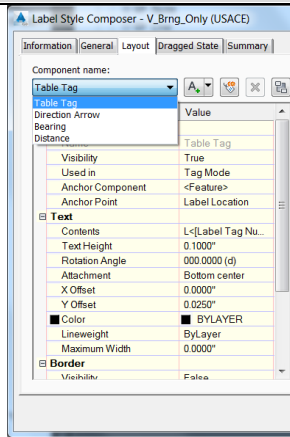 Label Style Composer - V_Brng_Only (USACE)
Information General Layout Dragged State Summary
Component name:
Table Tag
Table Tag
Direction Arrow
Bearing
Distance
Value
Name Table Tag
Visibility True
Used in Tag Mode
Anchor Component <Feature>
Anchor Point Label Location
Text
Contents L<[Label Tag Nu...
Text Height 0.1000"
Rotation Angle 000.0000 (d)
Attachment Bottom center
X Offset 0.0000"
Y Offset 0.0250"
Color BYLAYER
Lineweight ByLayer
Maximum Width 0.0000"
Border
Visibility False